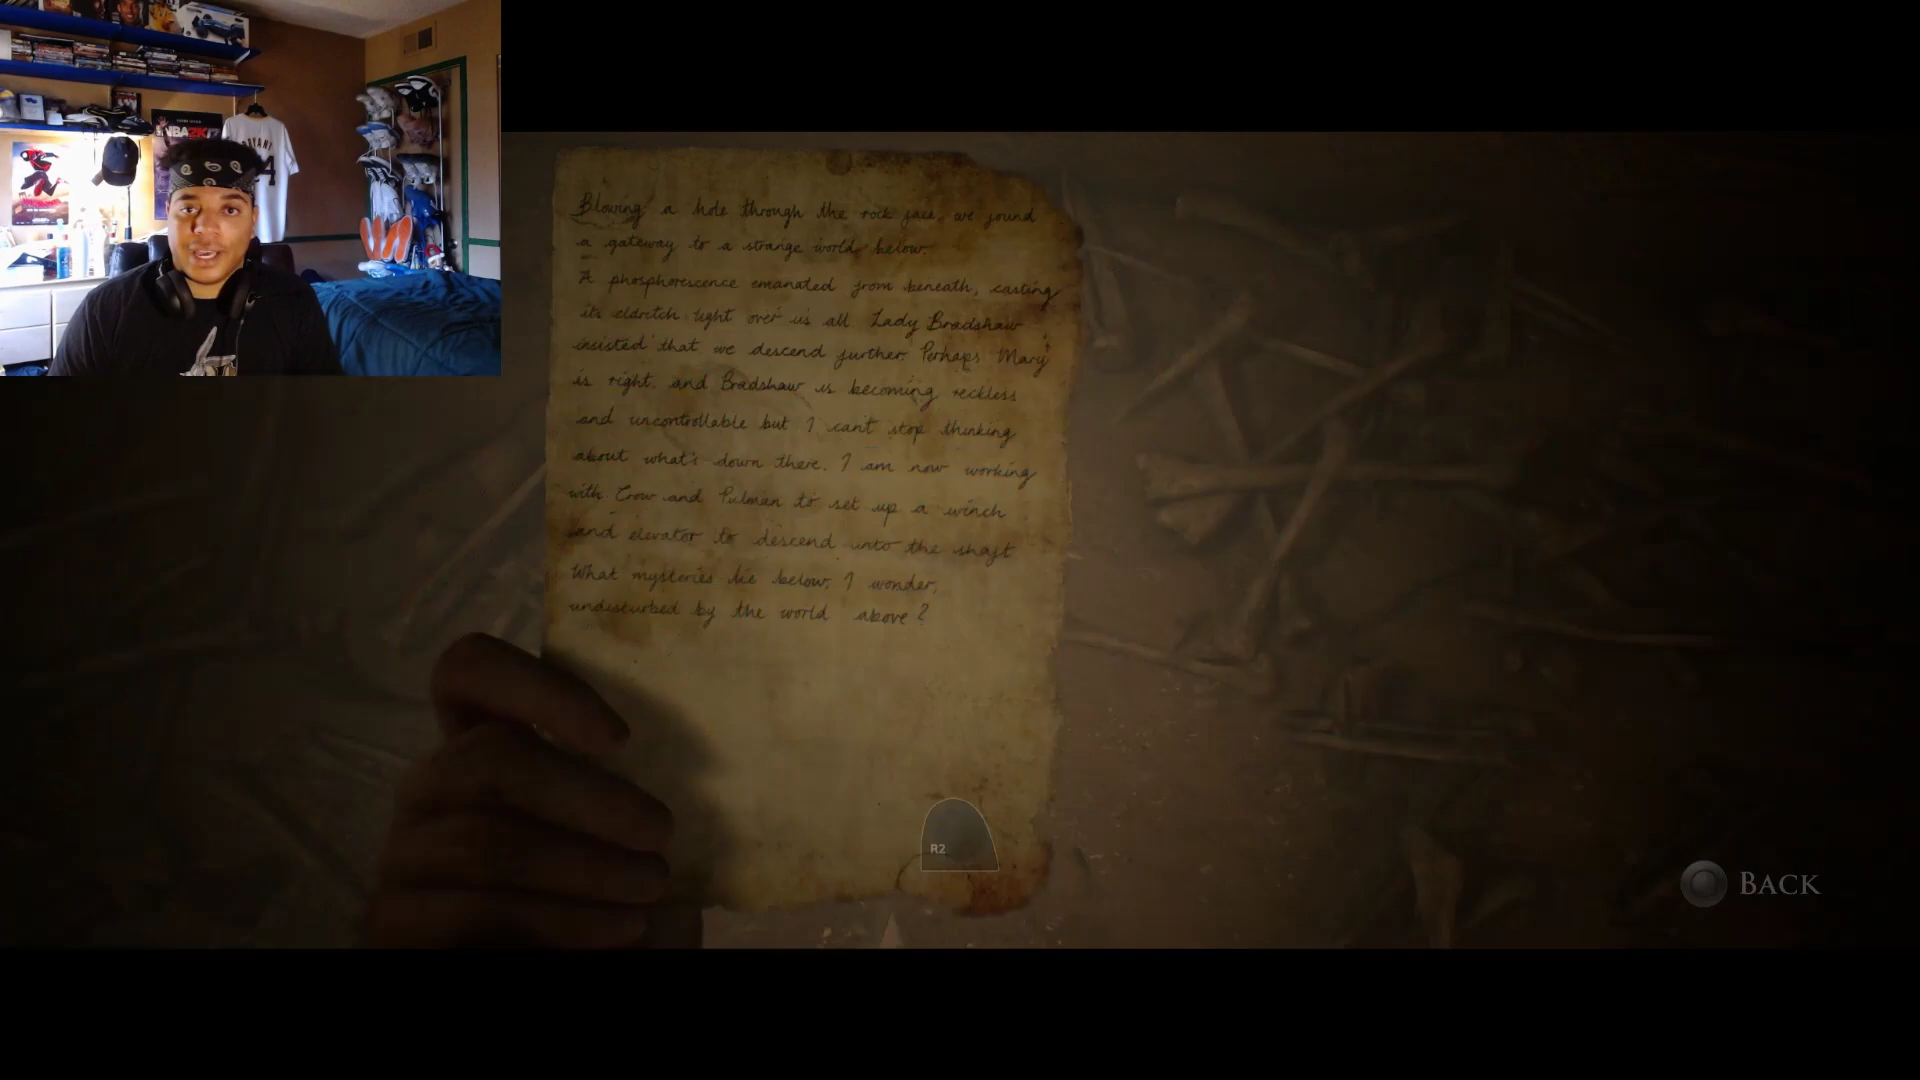 NBA2K17
BRYANT
Blowing a hole through the rock face, we found
a gateway to a strange world below.
A phosphorescence emanated from beneath, casting
its eldritch light over us all. Lady Bradshaw
insisted that we descend further. Perhaps Mary
is right, and Bradshaw is becoming reckless
and uncontrollable but I can't stop thinking
about what's down there. I am now working
with Crow and Pulman to set up a winch
and elevator to descend into the shaft
What mysteries lie below, I wonder,
undisturbed by the world above?
R2
BACK